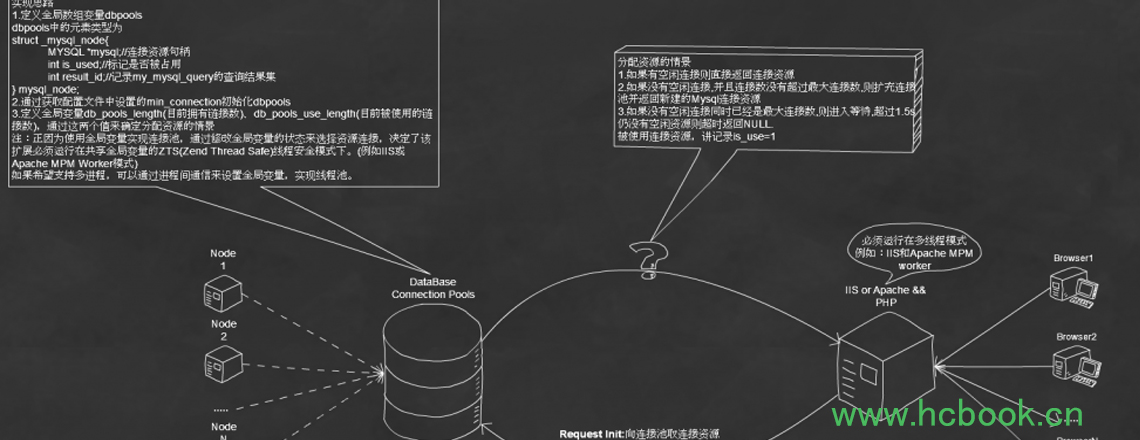 实现思路
1.定义全局数组变量dbpools
dbpools中的元素类型为
struct _mysql_node{
MYSQL *mysql;//连接资源句柄
int is_used;//标记是否被占用
int result_id;//记录my_mysql_query的查询结果集
} mysql_node;
2.通过获取配置文件中设置的min_connection初始化dbpools
3.定义全局变量db_pools_length(目前拥有链接数)、db_pools_use_length(目前被使用的链
接数)，通过这两个值来确定分配资源的情景
注：正因为使用全局变量实现连接池，通过修改全局变量的状态来选择资源连接，决定了该
扩展必须运行在共享全局变量的ZTS(Zend Thread Safe)线程安全模式下。(例如IIS或
Apache MPM Worker模式)
如果希望支持多进程，可以通过进程间通信来设置全局变量，实现线程池。
分配资源的情景
1.如果有空闲连接则直接返回连接资源
2.如果没有空闲连接,并且连接数没有超过最大连接数,则扩充连接
池并返回新建的Mysql连接资源
3.如果没有空闲连接同时已经是最大连接数,则进入等待,超过1.5s
仍没有空闲资源则超时返回NULL.
被使用连接资源，讲记录is_use=1
?
必须运行在多线程模式
例如：IIS和Apache MPM
worker
IIS or Apache &&
PHP
Node
1
Node
2
.....
Node
N
DataBase
Connection Pools
Browser1
Browser2
.....
BrowserN
Request Init:向连接池取连接资源
www.hcbook.cn